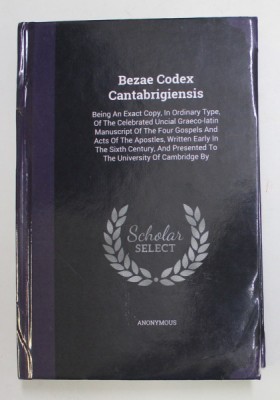 Bezae Codex
Cantabrigiensis
Being An Exact Copy, In Ordinary Type,
Of The Celebrated Uncial Graeco-latin
Manuscript Of The Four Gospels And
Acts Of The Apostles, Written Early In
The Sixth Century, And Presented To
The University Of Cambridge By
Scholar
SELECT
ANONYMOUS